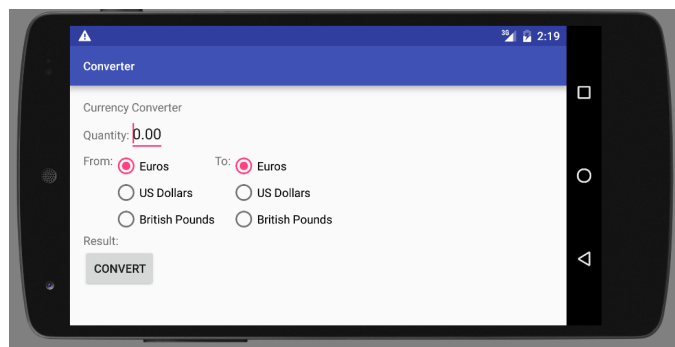 3G 2:19
Converter
Currency Converter
Quantity: 0.00
From: Euros To: Euros
US Dollars US Dollars
British Pounds British Pounds
Result:
CONVERT